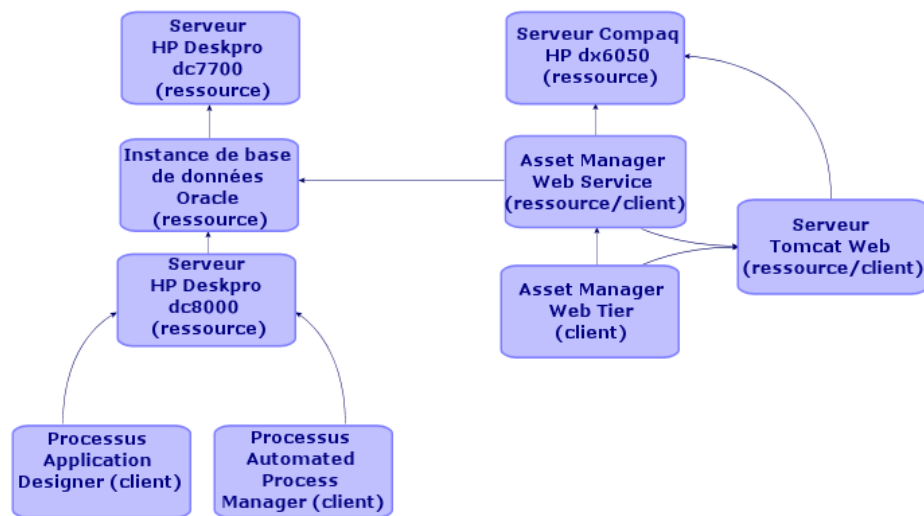 Serveur
HP Deskpro
dc7700
(ressource)
Serveur Compaq
HP dx6050
(ressource)
Instance de base
de données
Oracle
(ressource)
Asset Manager
Web Service
(ressource/client)
Serveur
Tomcat Web
(ressource/client)
Serveur
HP Deskpro
dc8000
(ressource)
Asset Manager
Web Tier
(client)
Processus
Application
Designer (client)
Processus
Automated
Process
Manager (client)